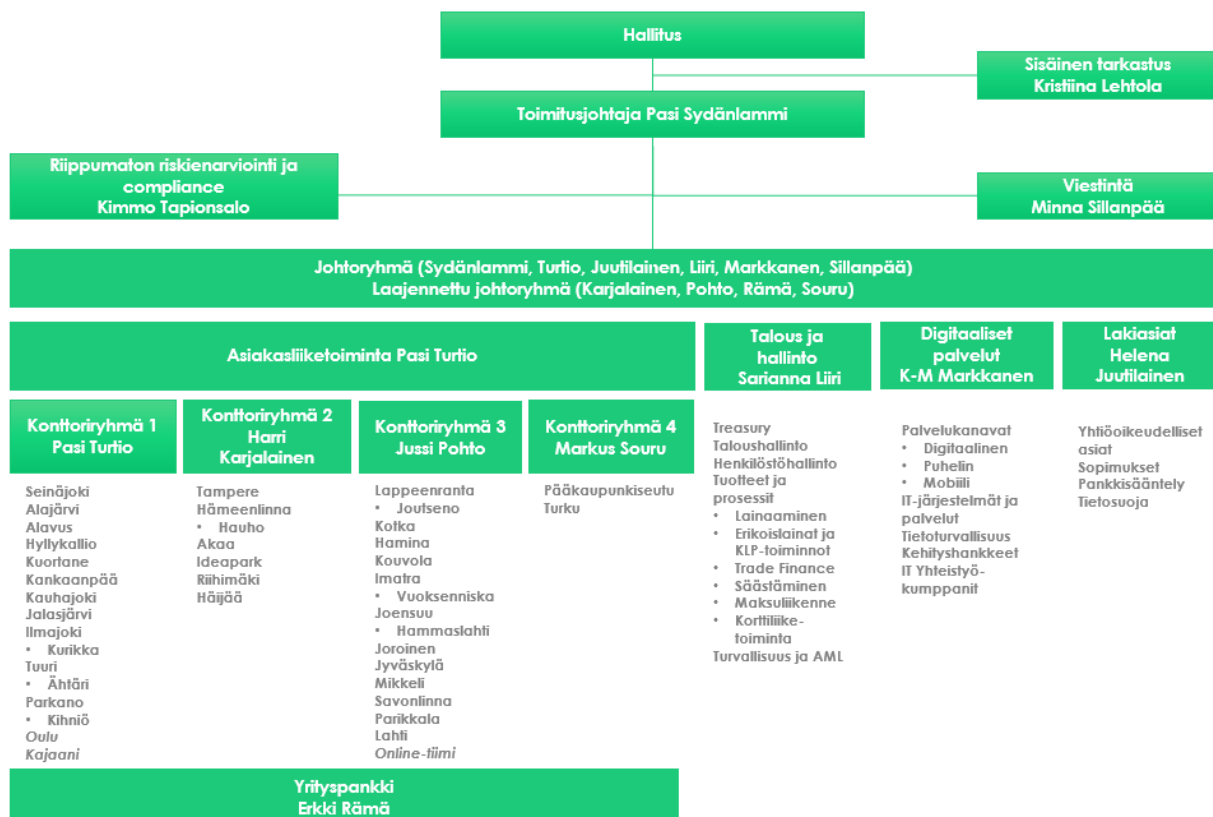 Hallitus
Sisäinen tarkastus
Kristiina Lehtola
Toimitusjohtaja Pasi Sydänlammi
Riippumaton riskienarviointi ja
compliance
Kimmo Tapionsalo
Viestintä
Minna Sillanpää
Johtoryhmä (Sydänlammi, Turtio, Juutilainen, Liiri, Markkanen, Sillanpää)
Laajennettu johtoryhmä (Karjalainen, Pohto, Rämä, Souru)
Asiakasliiketoiminta Pasi Turtio
Talous ja
hallinto
Sarianna Liiri
Digitaaliset
palvelut
K-M Markkanen
Lakiasiat
Helena
Juutilainen
Konttoriryhmä 1
Pasi Turtio
Konttoriryhmä 2
Harri
Karjalainen
Konttoriryhmä 3
Jussi Pohto
Konttoriryhmä 4
Markus Souru
Seinäjoki
Alajärvi
Alavus
Hyllykallio
Kuortane
Kankaanpää
Kauhajoki
Jalasjärvi
Ilmajoki
• Kurikka
Tuuri
• Ähtäri
Parkano
• Kihniö
Oulu
Kajaani
Tampere
Hämeenlinna
• Hauho
Akaa
Ideapark
Riihimäki
Häijää
Lappeenranta
• Joutseno
Kotka
Hamina
Kouvola
Imatra
• Vuoksenniska
Joensuu
• Hammaslahti
Joroinen
Jyväskylä
Mikkeli
Savonlinna
Parikkala
Lahti
Online-tiimi
Pääkaupunkiseutu
Turku
Treasury
Taloushallinto
Henkilöstöhallinto
Tuotteet ja
prosessit
• Lainaaminen
• Erikoislainat ja
KLP-toiminnot
• Trade Finance
• Säästäminen
• Maksuliikenne
• Korttiliike-
toiminta
Turvallisuus ja AML
Palvelukanavat
• Digitaalinen
• Puhelin
• Mobiili
IT-järjestelmät ja
palvelut
Tietoturvallisuus
Kehityshankkeet
IT Yhteistyö-
kumppanit
Yhtiöoikeudelliset
asiat
Sopimukset
Pankkisääntely
Tietosuoja
Yrityspankki
Erkki Rämä